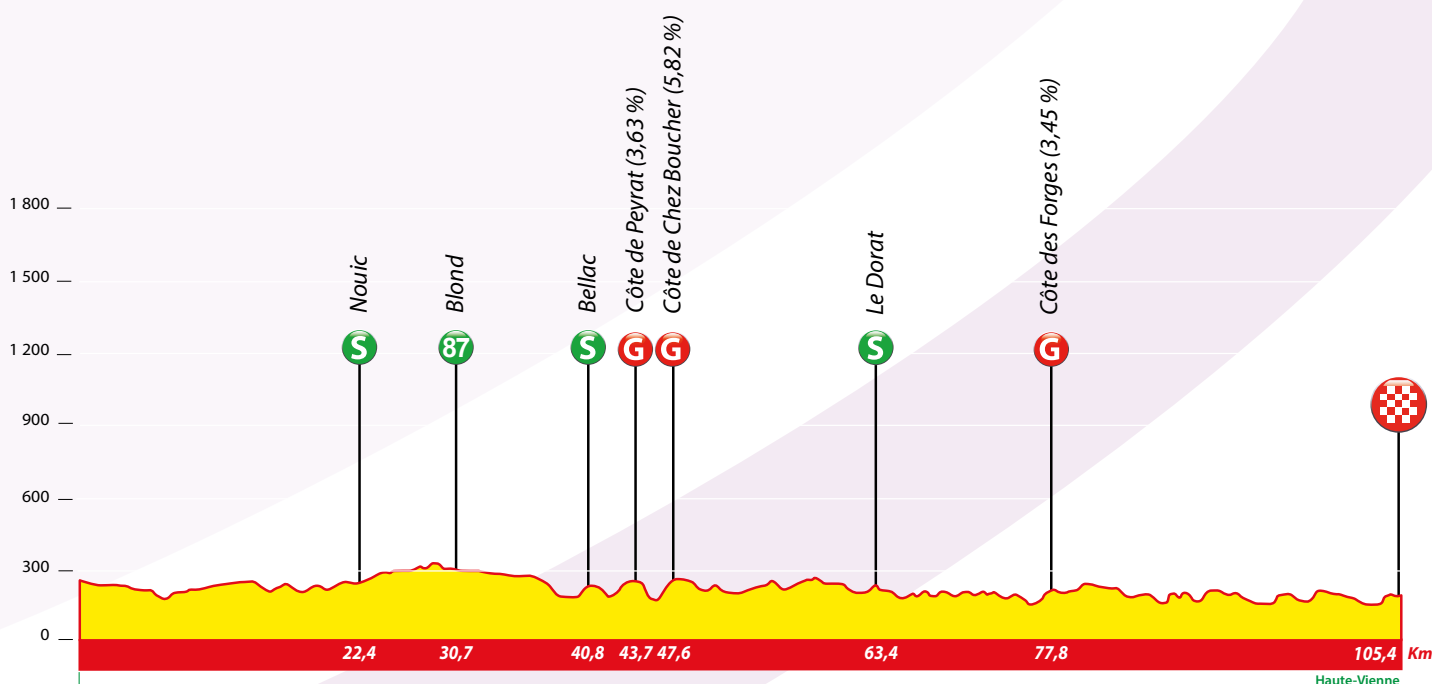 Nouic
Blond
Bellac
Côte de Peyrat (3,63 %)
Côte de Chez Boucher (5,82 %)
Le Dorat
Côte des Forges (3,45 %)
1 800
1 500
1 200
900
600
300
0
S
87
S
G
G
S
G
22,4
30,7
40,8
43,7
47,6
63,4
77,8
105,4
Km
Haute-Vienne